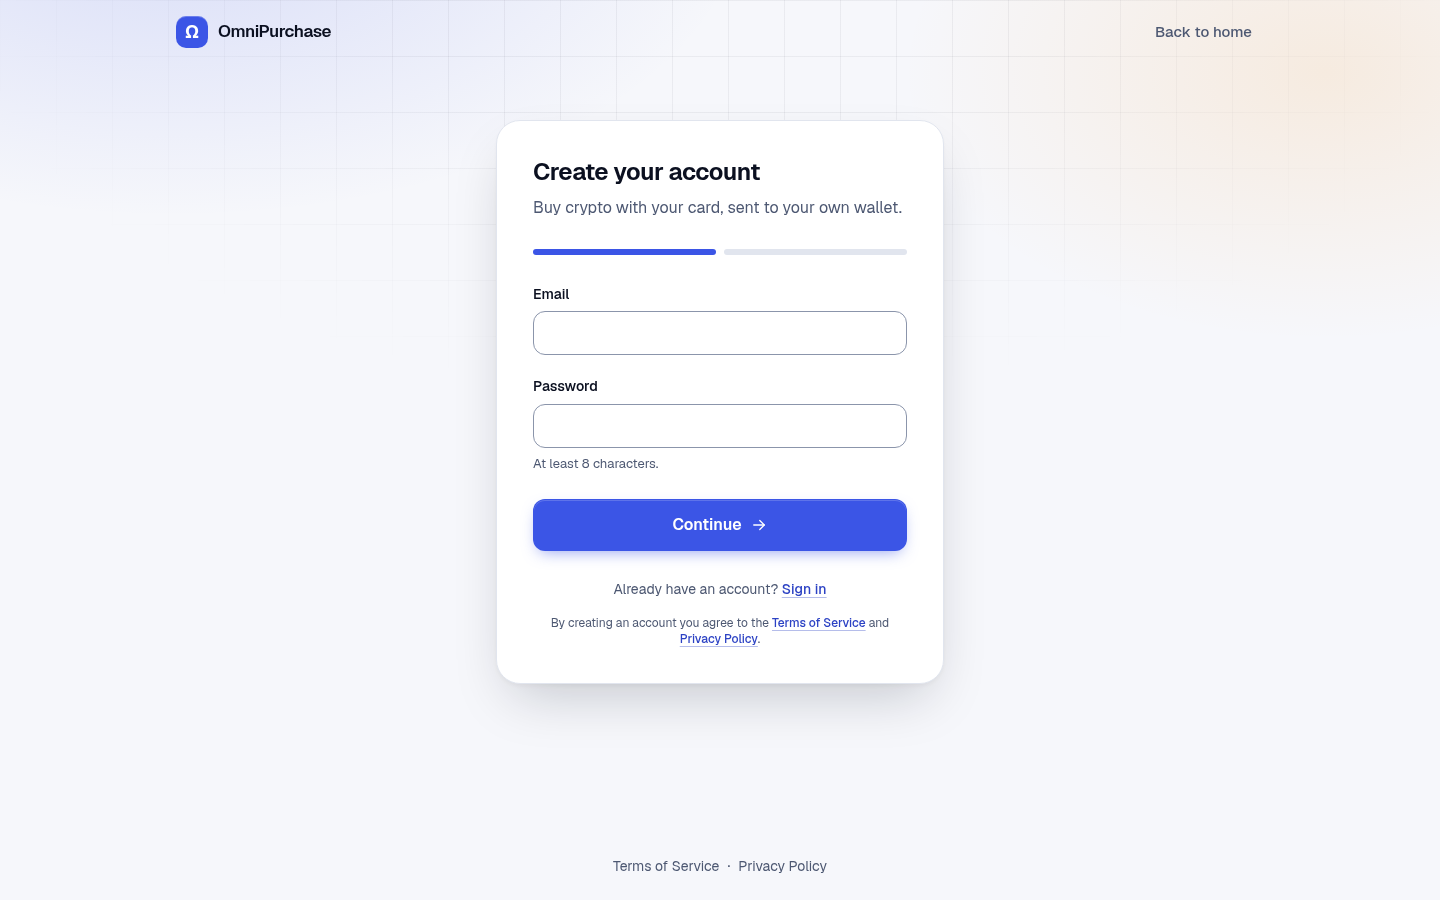 Ω OmniPurchase
Back to home
Create your account
Buy crypto with your card, sent to your own wallet.
Email
Password
At least 8 characters.
Continue →
Already have an account? Sign in
By creating an account you agree to the Terms of Service and
Privacy Policy.
Terms of Service · Privacy Policy